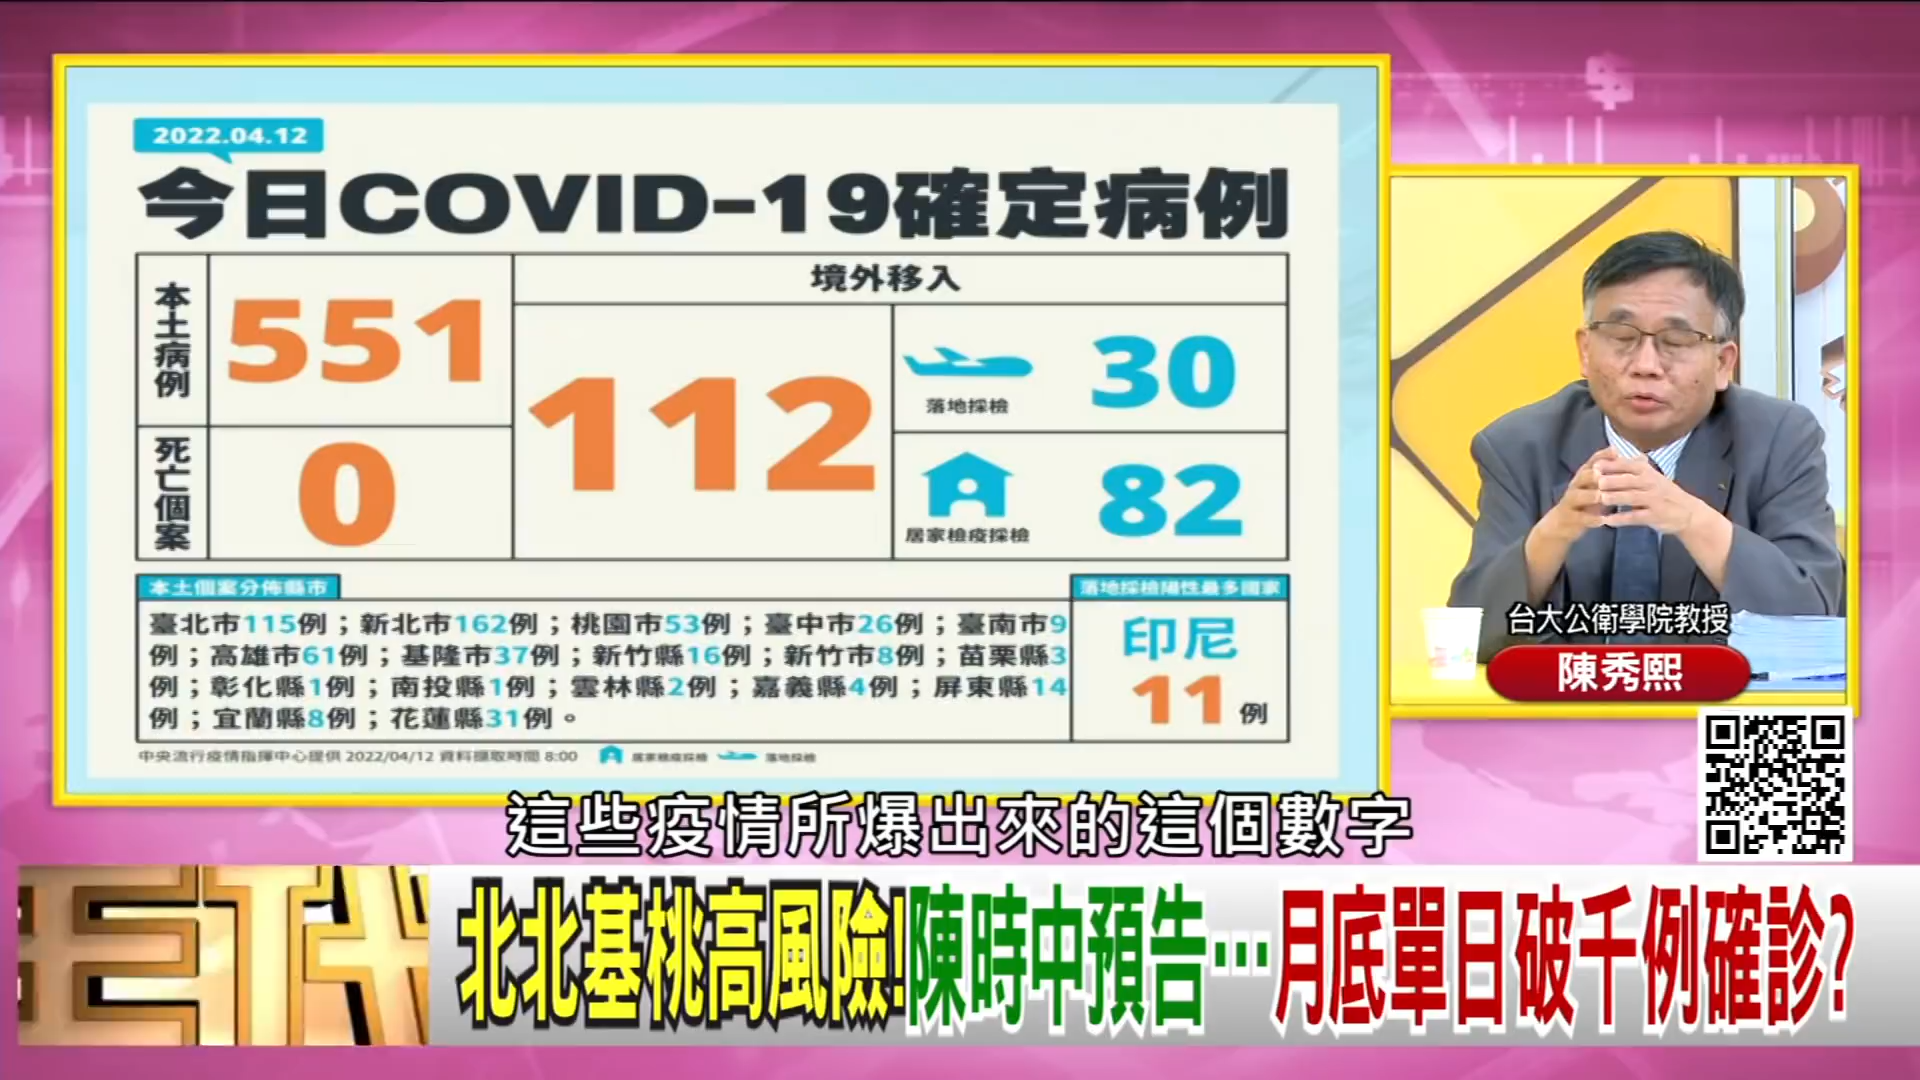 2022.04.12
今日COVID-19確定病例
本土病例
551
死亡個案
0
境外移入
112
落地採檢
30
居家檢疫採檢
82
本土個案分佈縣市
臺北市115例；新北市162例；桃園市53例；臺中市26例；臺南市9
例；高雄市61例；基隆市37例；新竹縣16例；新竹市8例；苗栗縣3
例；彰化縣1例；南投縣1例；雲林縣2例；嘉義縣4例；屏東縣14
例；宜蘭縣8例；花蓮縣31例。
落地採檢陽性最多國家
印尼
11例
中央流行疫情指揮中心提供 2022/04/12 資料擷取時間 8:00
居家檢疫採檢
落地採檢
台大公衛學院教授
陳秀熙
這些疫情所爆出來的這個數字
北北基桃高風險!陳時中預告…月底單日破千例確診?